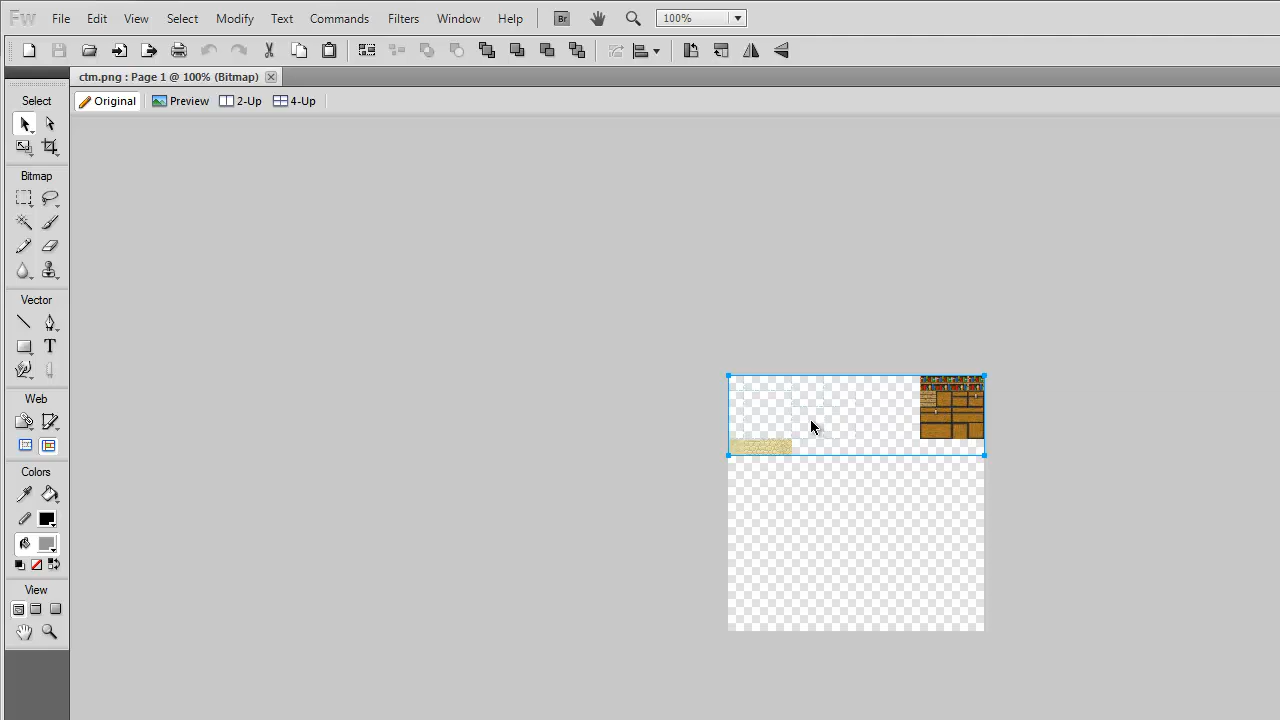 Fw File Edit View Select Modify Text Commands Filters Window Help Br 100%
ctm.png : Page 1 @ 100% (Bitmap)
Original Preview 2-Up 4-Up
Select
Bitmap
Vector
T
Web
Colors
View